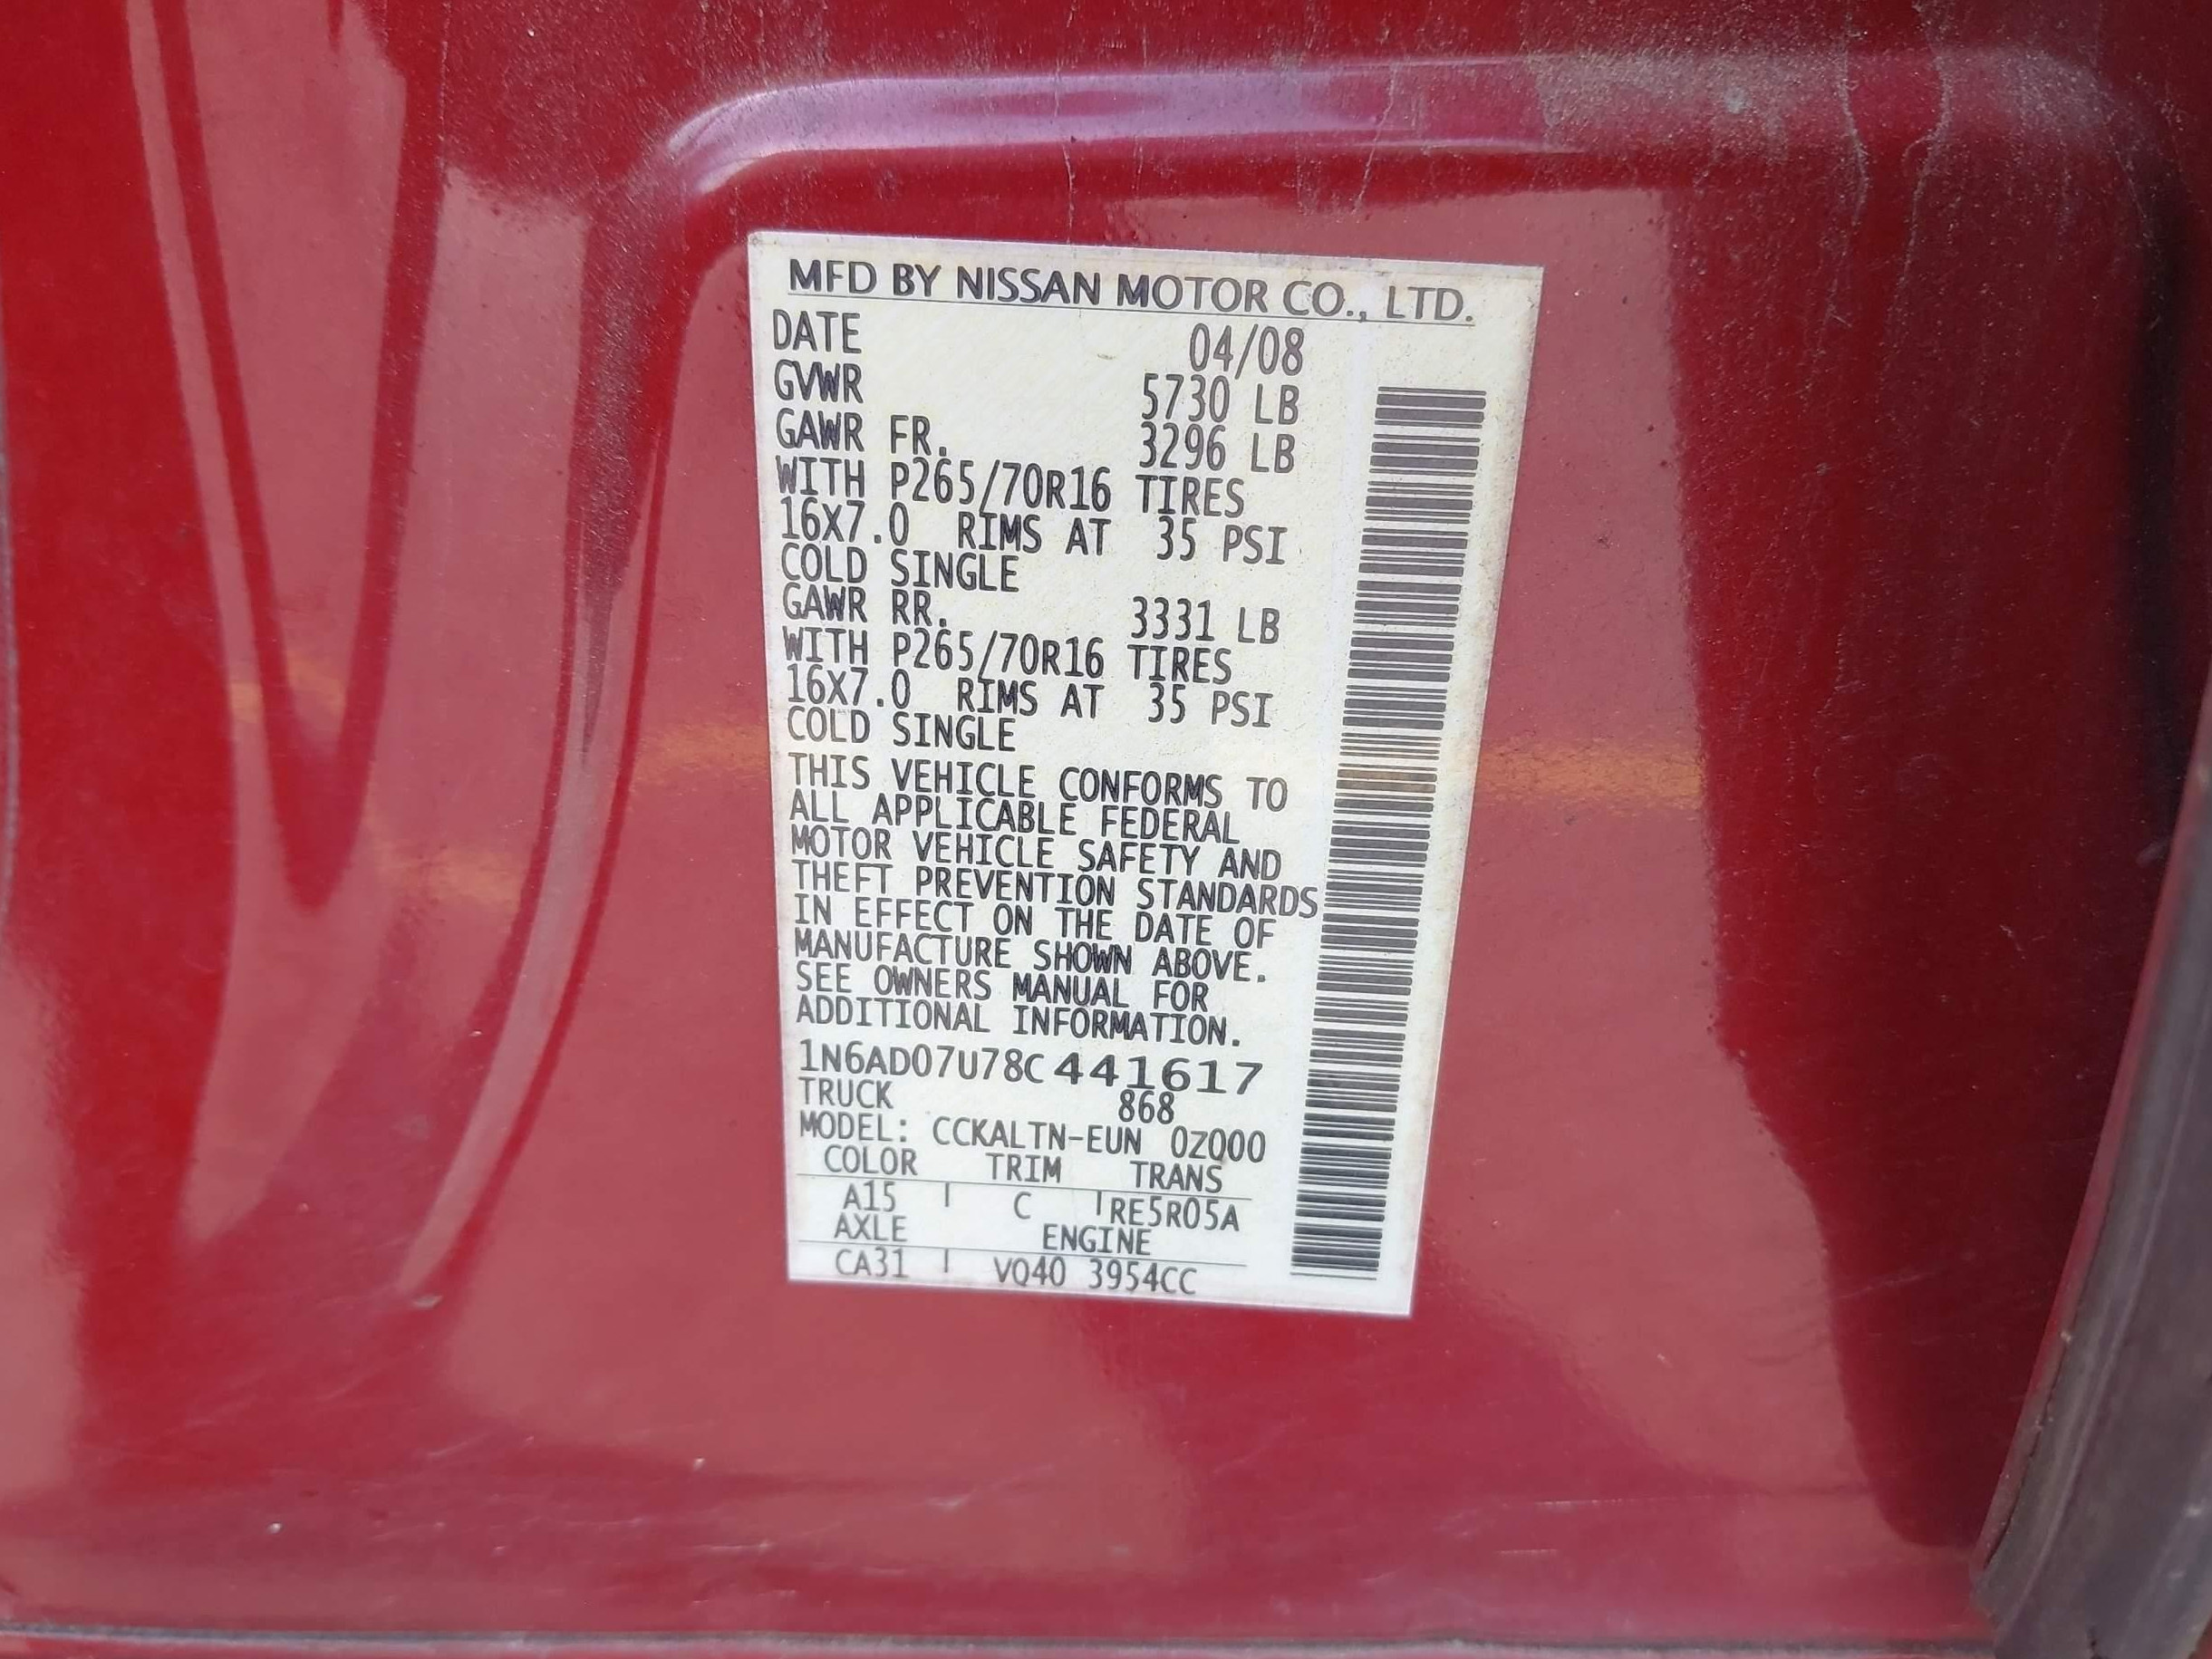 MFD BY NISSAN MOTOR CO., LTD.
DATE 04/08
GVWR 5730 LB
GAWR FR. 3296 LB
WITH P265/70R16 TIRES
16X7.0 RIMS AT 35 PSI
COLD SINGLE
GAWR RR. 3331 LB
WITH P265/70R16 TIRES
16X7.0 RIMS AT 35 PSI
COLD SINGLE
THIS VEHICLE CONFORMS TO
ALL APPLICABLE FEDERAL
MOTOR VEHICLE SAFETY AND
THEFT PREVENTION STANDARDS
IN EFFECT ON THE DATE OF
MANUFACTURE SHOWN ABOVE.
SEE OWNERS MANUAL FOR
ADDITIONAL INFORMATION.
1N6AD07U78C441617
TRUCK 868
MODEL: CCKALTN-EUN 0Z000
COLOR TRIM TRANS
A15 C RE5R05A
AXLE ENGINE
CA31 VQ40 3954CC